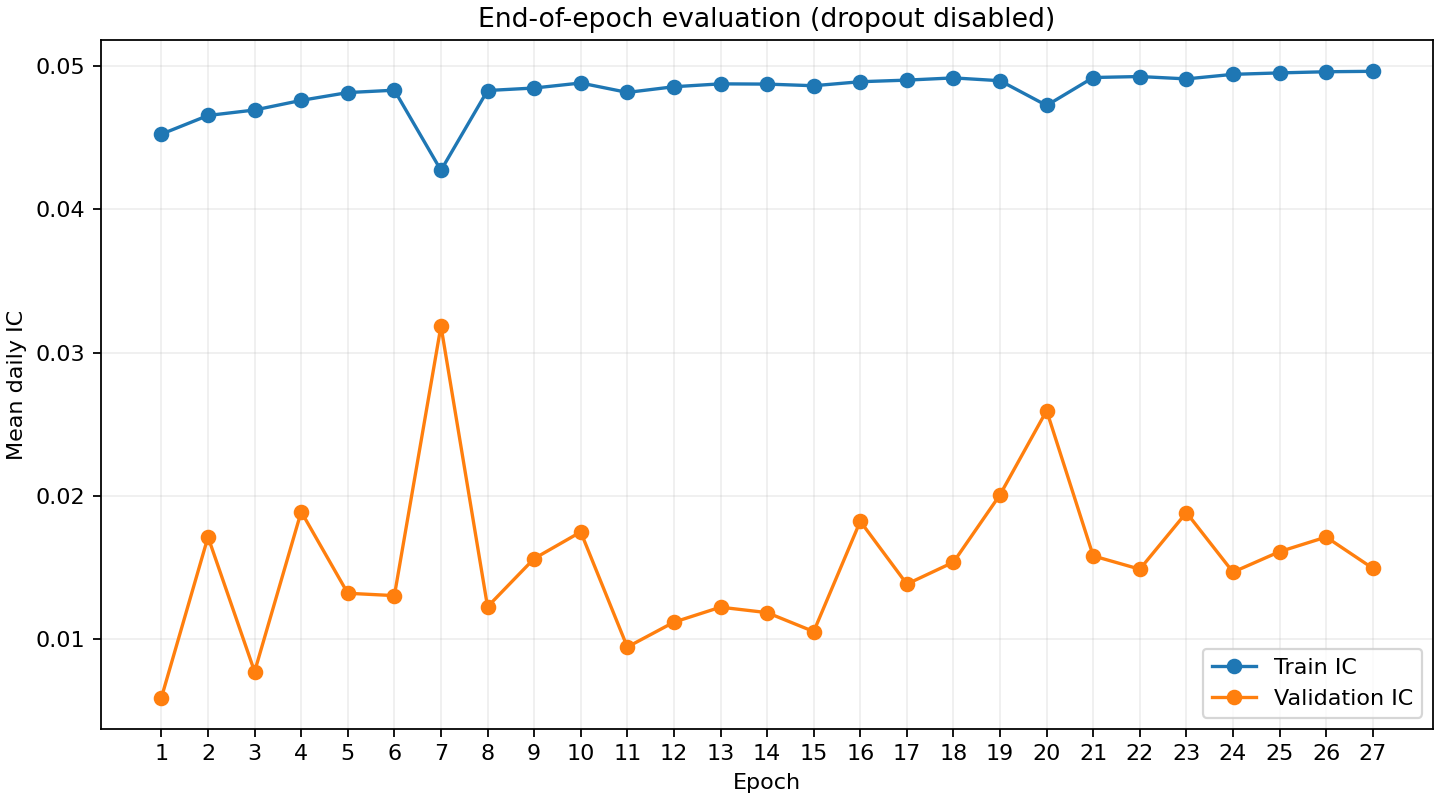 End-of-epoch evaluation (dropout disabled)
Mean daily IC
0.05
0.04
0.03
0.02
0.01
Train IC
Validation IC
1 2 3 4 5 6 7 8 9 10 11 12 13 14 15 16 17 18 19 20 21 22 23 24 25 26 27
Epoch